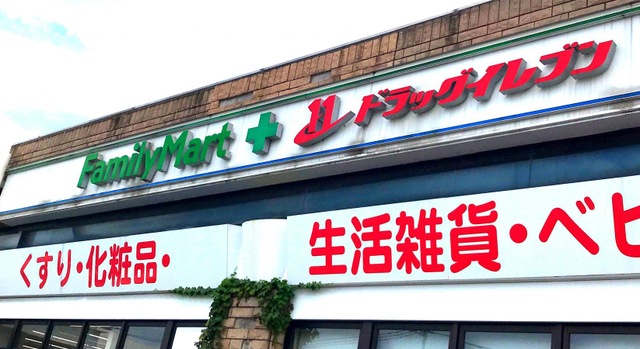 FamilyMart + 11 ドラッグイレブン
くすり・化粧品・ 生活雑貨・ベビ